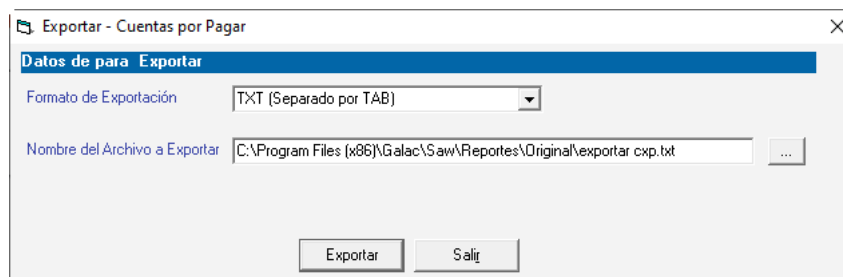 Exportar - Cuentas por Pagar
Datos de para Exportar
Formato de Exportación TXT (Separado por TAB)
Nombre del Archivo a Exportar C:\Program Files (x86)\Galac\Saw\Reportes\Original\exportar cxp.txt ...
Exportar Salir